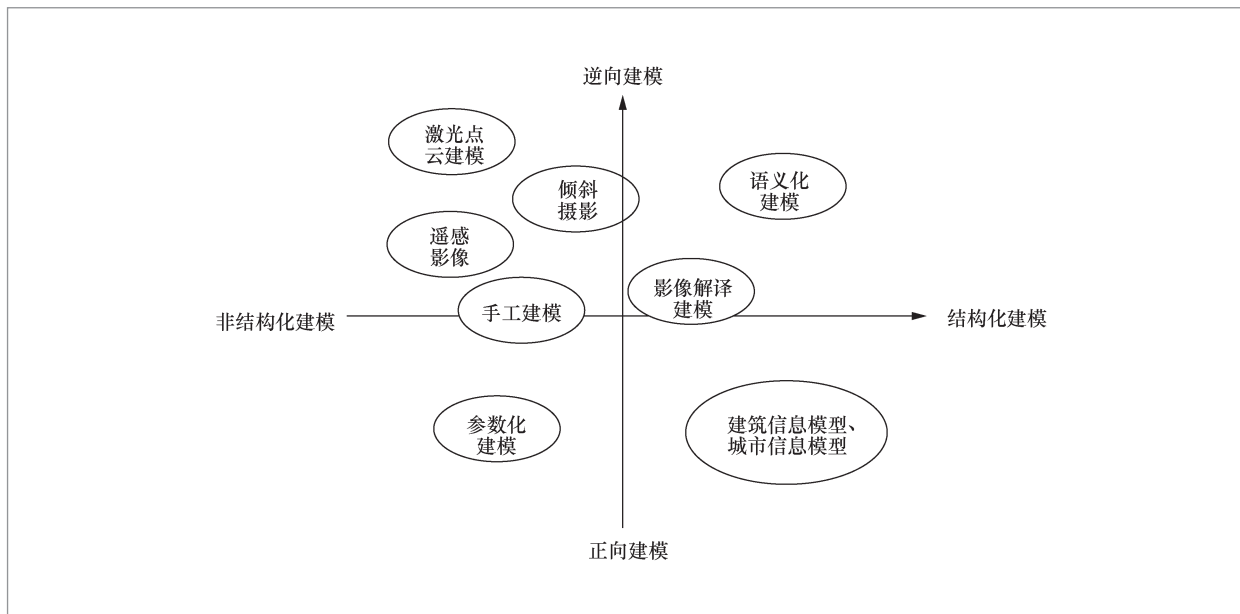 逆向建模
激光点
云建模
倾斜
摄影
语义化
建模
遥感
影像
影像解译
建模
手工建模
非结构化建模
结构化建模
参数化
建模
建筑信息模型、
城市信息模型
正向建模